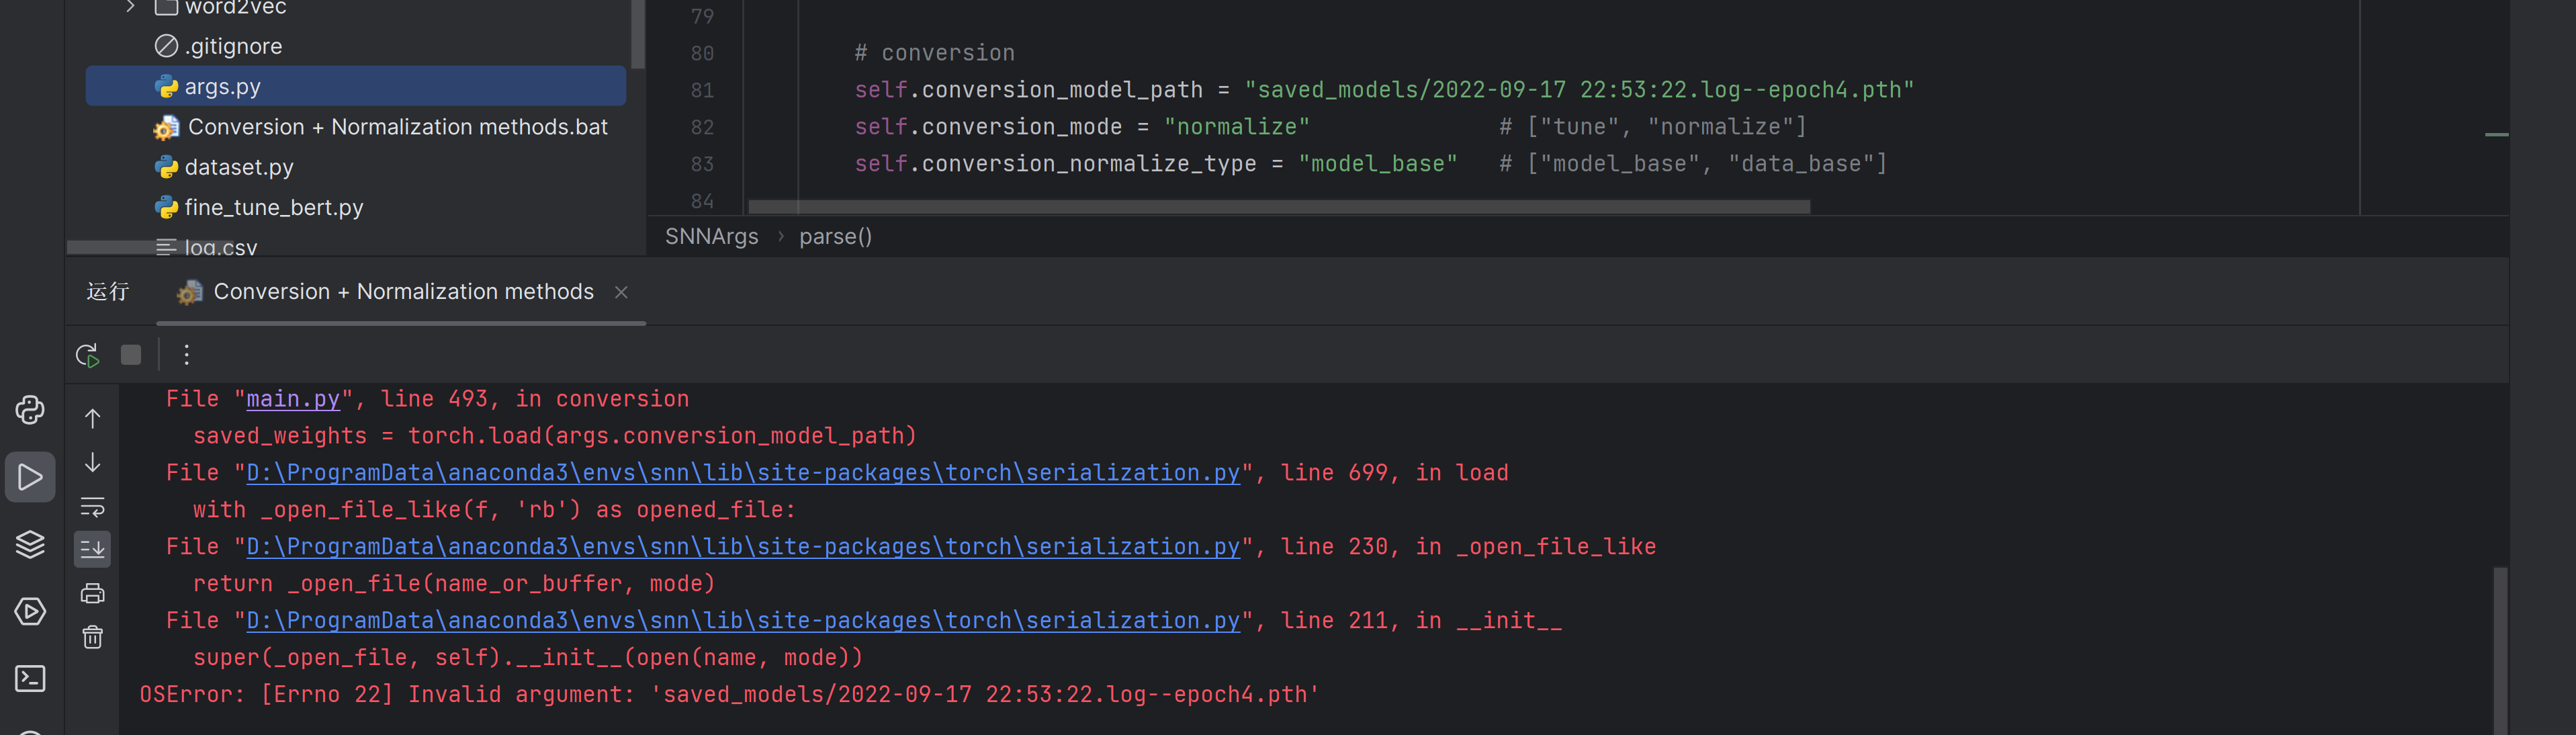 word2vec
.gitignore
args.py
Conversion + Normalization methods.bat
dataset.py
fine_tune_bert.py
log.csv
79
80 # conversion
81 self.conversion_model_path = "saved_models/2022-09-17 22:53:22.log--epoch4.pth"
82 self.conversion_mode = "normalize" # ["tune", "normalize"]
83 self.conversion_normalize_type = "model_base" # ["model_base", "data_base"]
84
SNNArgs › parse()
运行 Conversion + Normalization methods
File "main.py", line 493, in conversion
saved_weights = torch.load(args.conversion_model_path)
File "D:\ProgramData\anaconda3\envs\snn\lib\site-packages\torch\serialization.py", line 699, in load
with _open_file_like(f, 'rb') as opened_file:
File "D:\ProgramData\anaconda3\envs\snn\lib\site-packages\torch\serialization.py", line 230, in _open_file_like
return _open_file(name_or_buffer, mode)
File "D:\ProgramData\anaconda3\envs\snn\lib\site-packages\torch\serialization.py", line 211, in __init__
super(_open_file, self).__init__(open(name, mode))
OSError: [Errno 22] Invalid argument: 'saved_models/2022-09-17 22:53:22.log--epoch4.pth'